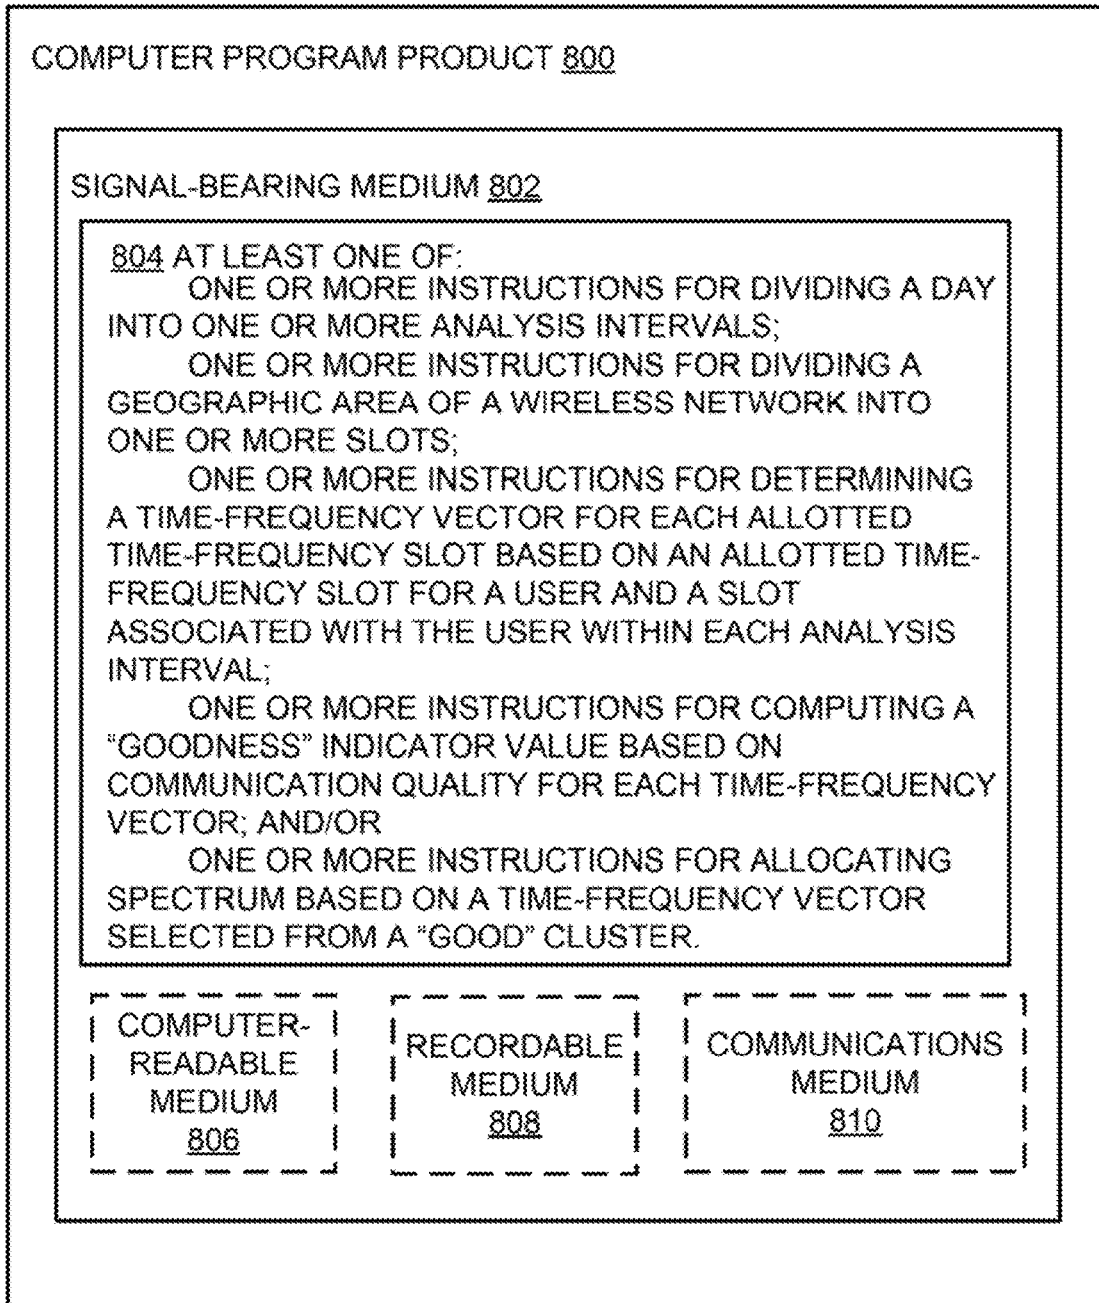 COMPUTER PROGRAM PRODUCT 800
SIGNAL-BEARING MEDIUM 802
804 AT LEAST ONE OF:
ONE OR MORE INSTRUCTIONS FOR DIVIDING A DAY
INTO ONE OR MORE ANALYSIS INTERVALS;
ONE OR MORE INSTRUCTIONS FOR DIVIDING A
GEOGRAPHIC AREA OF A WIRELESS NETWORK INTO
ONE OR MORE SLOTS;
ONE OR MORE INSTRUCTIONS FOR DETERMINING
A TIME-FREQUENCY VECTOR FOR EACH ALLOTTED
TIME-FREQUENCY SLOT BASED ON AN ALLOTTED TIME-
FREQUENCY SLOT FOR A USER AND A SLOT
ASSOCIATED WITH THE USER WITHIN EACH ANALYSIS
INTERVAL;
ONE OR MORE INSTRUCTIONS FOR COMPUTING A
“GOODNESS” INDICATOR VALUE BASED ON
COMMUNICATION QUALITY FOR EACH TIME-FREQUENCY
VECTOR; AND/OR
ONE OR MORE INSTRUCTIONS FOR ALLOCATING
SPECTRUM BASED ON A TIME-FREQUENCY VECTOR
SELECTED FROM A “GOOD” CLUSTER.
COMPUTER-
READABLE
MEDIUM
806
RECORDABLE
MEDIUM
808
COMMUNICATIONS
MEDIUM
810